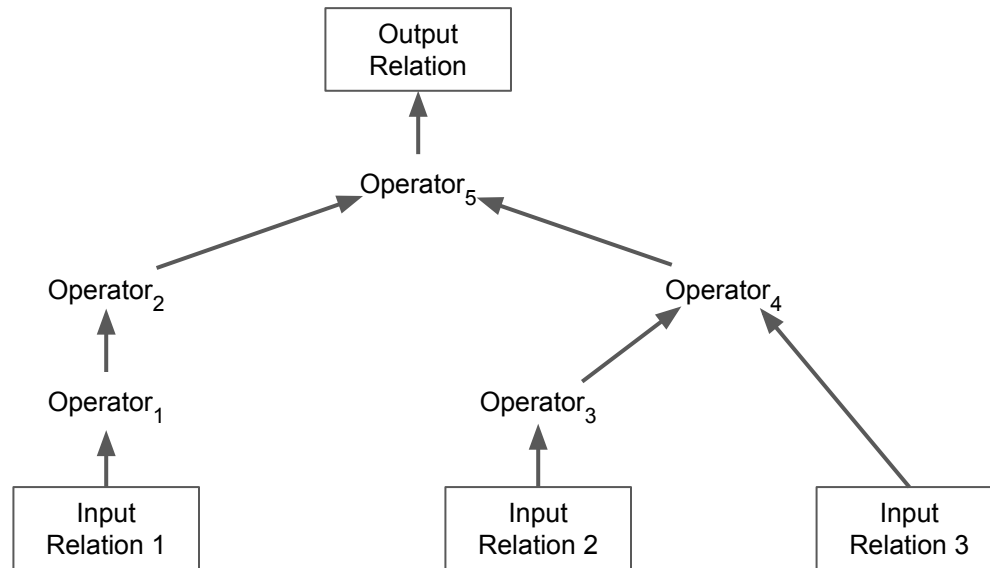 Output
Relation
Operator₅
Operator₂
Operator₄
Operator₁
Operator₃
Input
Relation 1
Input
Relation 2
Input
Relation 3